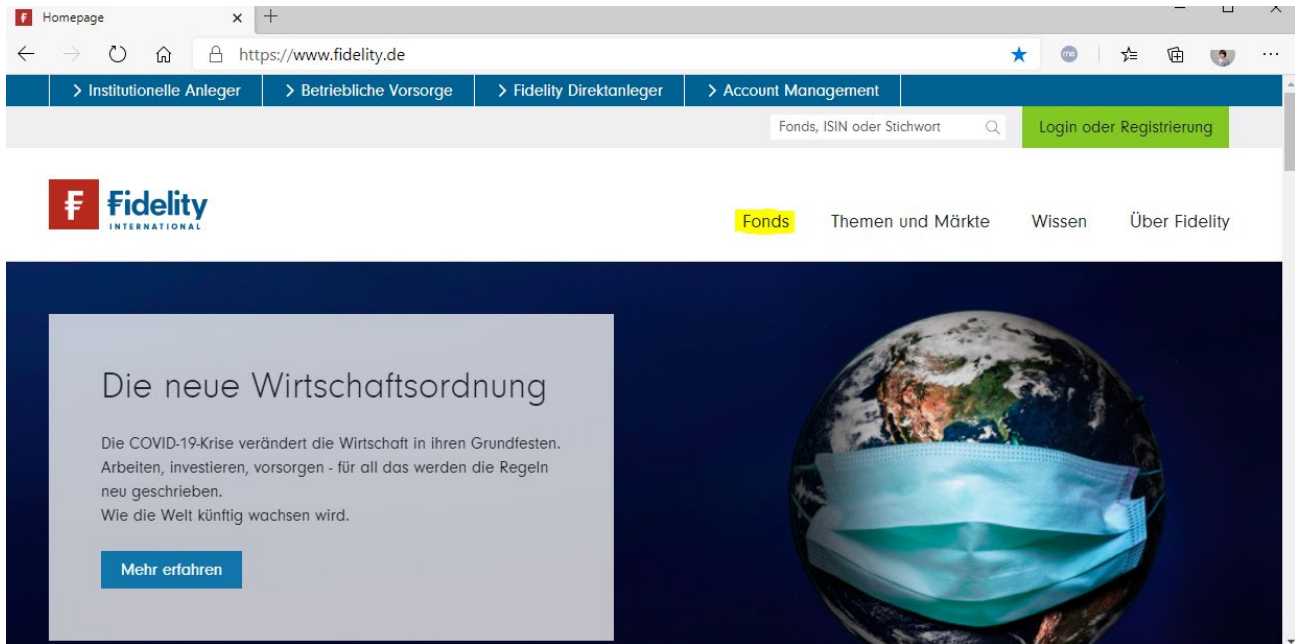 Homepage
https://www.fidelity.de
Institutionelle Anleger
Betriebliche Vorsorge
Fidelity Direktanleger
Account Management
Fonds, ISIN oder Stichwort
Login oder Registrierung
Fidelity
INTERNATIONAL
Fonds
Themen und Märkte
Wissen
Über Fidelity
Die neue Wirtschaftsordnung
Die COVID-19-Krise verändert die Wirtschaft in ihren Grundfesten.
Arbeiten, investieren, vorsorgen - für all das werden die Regeln
neu geschrieben.
Wie die Welt künftig wachsen wird.
Mehr erfahren